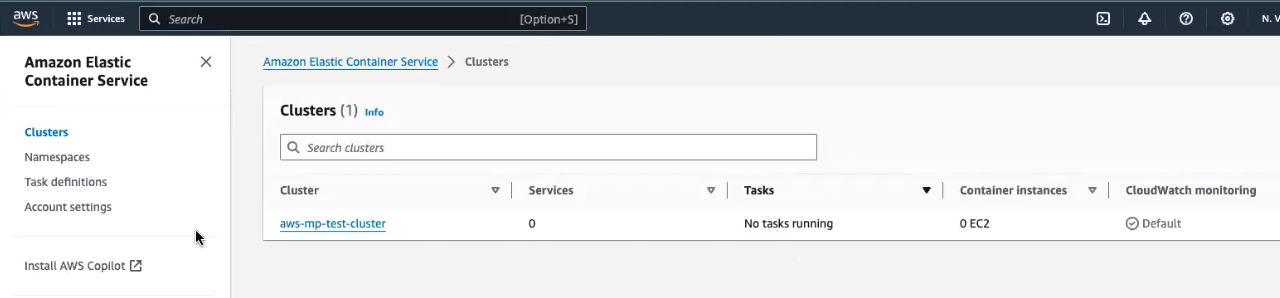 aws Services Search [Option+S] N. V
Amazon Elastic Container Service > Clusters
Amazon Elastic
Container Service
Clusters
Namespaces
Task definitions
Account settings
Install AWS Copilot
Clusters (1) Info
Search clusters
Cluster Services Tasks Container instances CloudWatch monitoring
aws-mp-test-cluster 0 No tasks running 0 EC2 Default